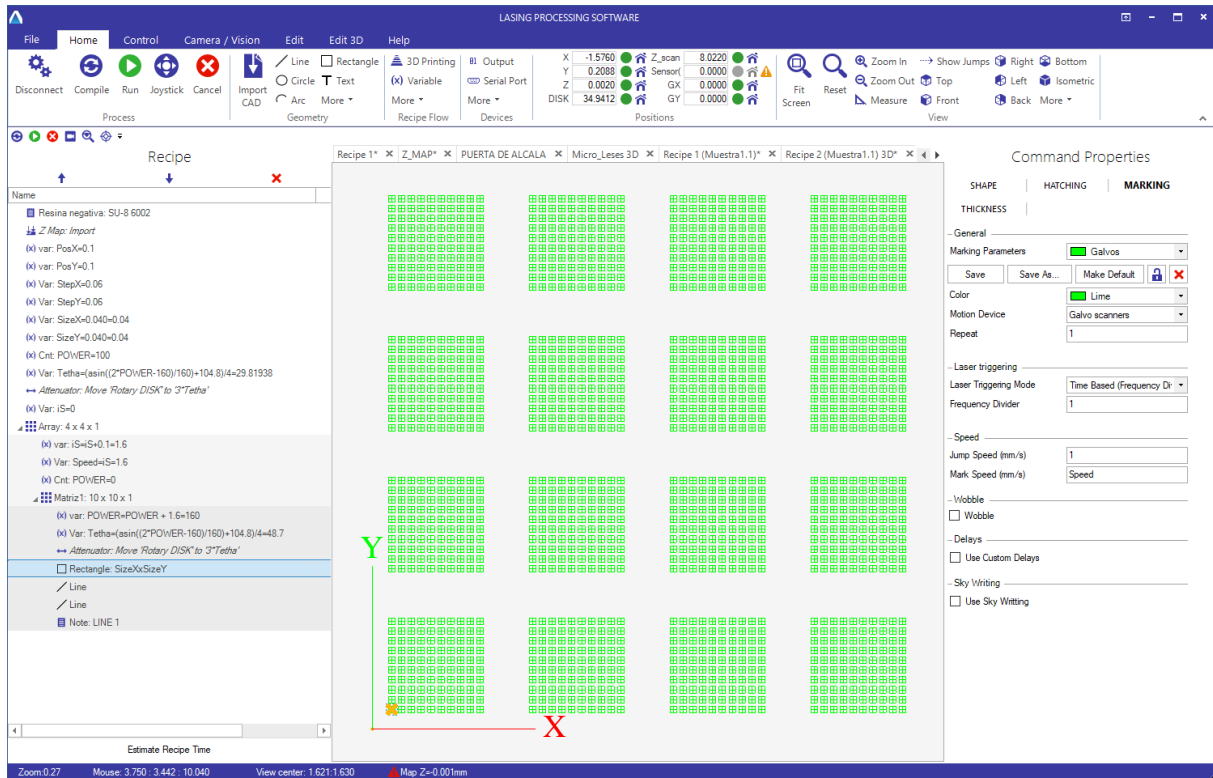 LASING PROCESSING SOFTWARE
File Home Control Camera / Vision Edit Edit 3D Help
Line Rectangle 3D Printing 01 Output X -1.5760 Z_scan 8.0220 Zoom In Show Jumps Right Bottom
Circle Text (x) Variable Serial Port Y 0.2088 Sensor( 0.0000 Zoom Out Top Left Isometric
Disconnect Compile Run Joystick Cancel Import CAD Arc More More More Z 0.0020 GX 0.0000 Fit Screen Reset Measure Front Back More
DISK 34.9412 GY 0.0000
Process Geometry Recipe Flow Devices Positions View
Recipe
Name
Resina negativa: SU-8 6002
Z Map: Import
(x) var: PosX=0.1
(x) var: PosY=0.1
(x) Var: StepX=0.06
(x) Var: StepY=0.06
(x) Var: SizeX=0.040=0.04
(x) var: SizeY=0.040=0.04
(x) Cnt: POWER=100
(x) Var: Tetha=(asin((2*POWER-160)/160)+104.8)/4=29.81938
Attenuator: Move 'Rotary DISK' to '3*Tetha'
(x) Var: iS=0
Array: 4 x 4 x 1
(x) var: iS=iS+0.1=1.6
(x) Var: Speed=iS=1.6
(x) Cnt: POWER=0
Matriz1: 10 x 10 x 1
(x) var: POWER=POWER + 1.6=160
(x) Var: Tetha=(asin((2*POWER-160)/160)+104.8)/4=48.7
Attenuator: Move 'Rotary DISK' to '3*Tetha'
Rectangle: SizeXxSizeY
Line
Line
Note: LINE 1
Estimate Recipe Time
Recipe 1* Z_MAP* PUERTA DE ALCALA Micro_Leses 3D Recipe 1 (Muestra1.1)* Recipe 2 (Muestra1.1) 3D*
Y
X
Command Properties
SHAPE HATCHING MARKING
THICKNESS
General
Marking Parameters Galvos
Save Save As... Make Default
Color Lime
Motion Device Galvo scanners
Repeat 1
Laser triggering
Laser Triggering Mode Time Based (Frequency Di
Frequency Divider 1
Speed
Jump Speed (mm/s) 1
Mark Speed (mm/s) Speed
Wobble
Wobble
Delays
Use Custom Delays
Sky Writing
Use Sky Writting
Zoom:0.27 Mouse: 3.750 : 3.442 : 10.040 View center: 1.621:1.630 Map Z=-0.001mm